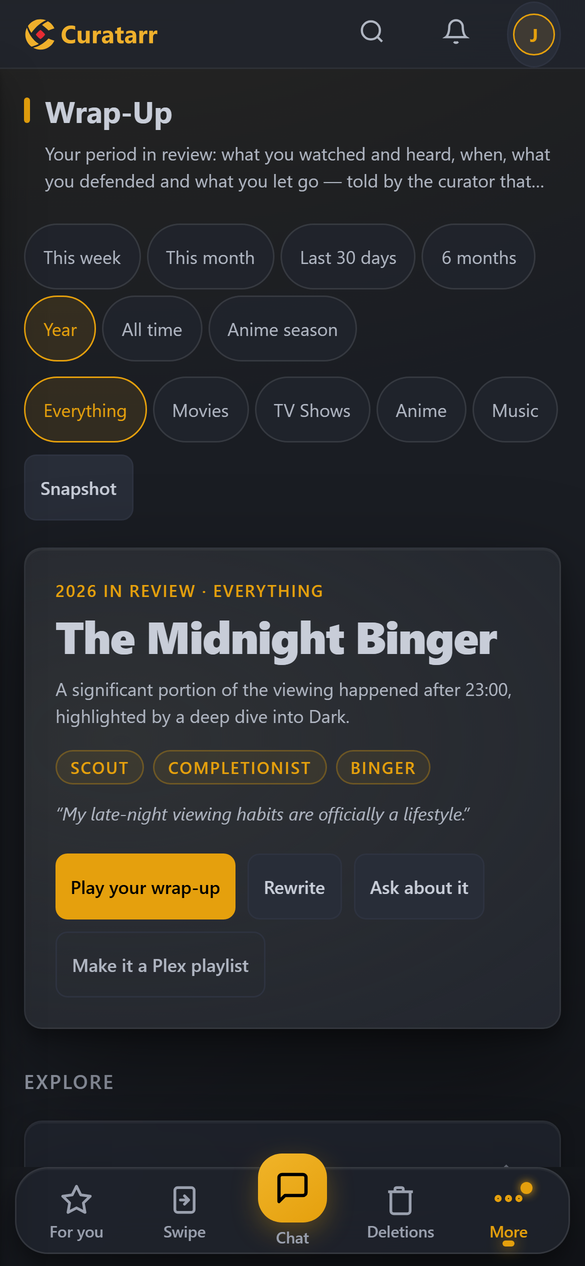 Curatarr
J
Wrap-Up
Your period in review: what you watched and heard, when, what
you defended and what you let go — told by the curator that...
This week
This month
Last 30 days
6 months
Year
All time
Anime season
Everything
Movies
TV Shows
Anime
Music
Snapshot
2026 IN REVIEW · EVERYTHING
The Midnight Binger
A significant portion of the viewing happened after 23:00,
highlighted by a deep dive into Dark.
SCOUT
COMPLETIONIST
BINGER
“My late-night viewing habits are officially a lifestyle.”
Play your wrap-up
Rewrite
Ask about it
Make it a Plex playlist
EXPLORE
For you
Swipe
Chat
Deletions
More